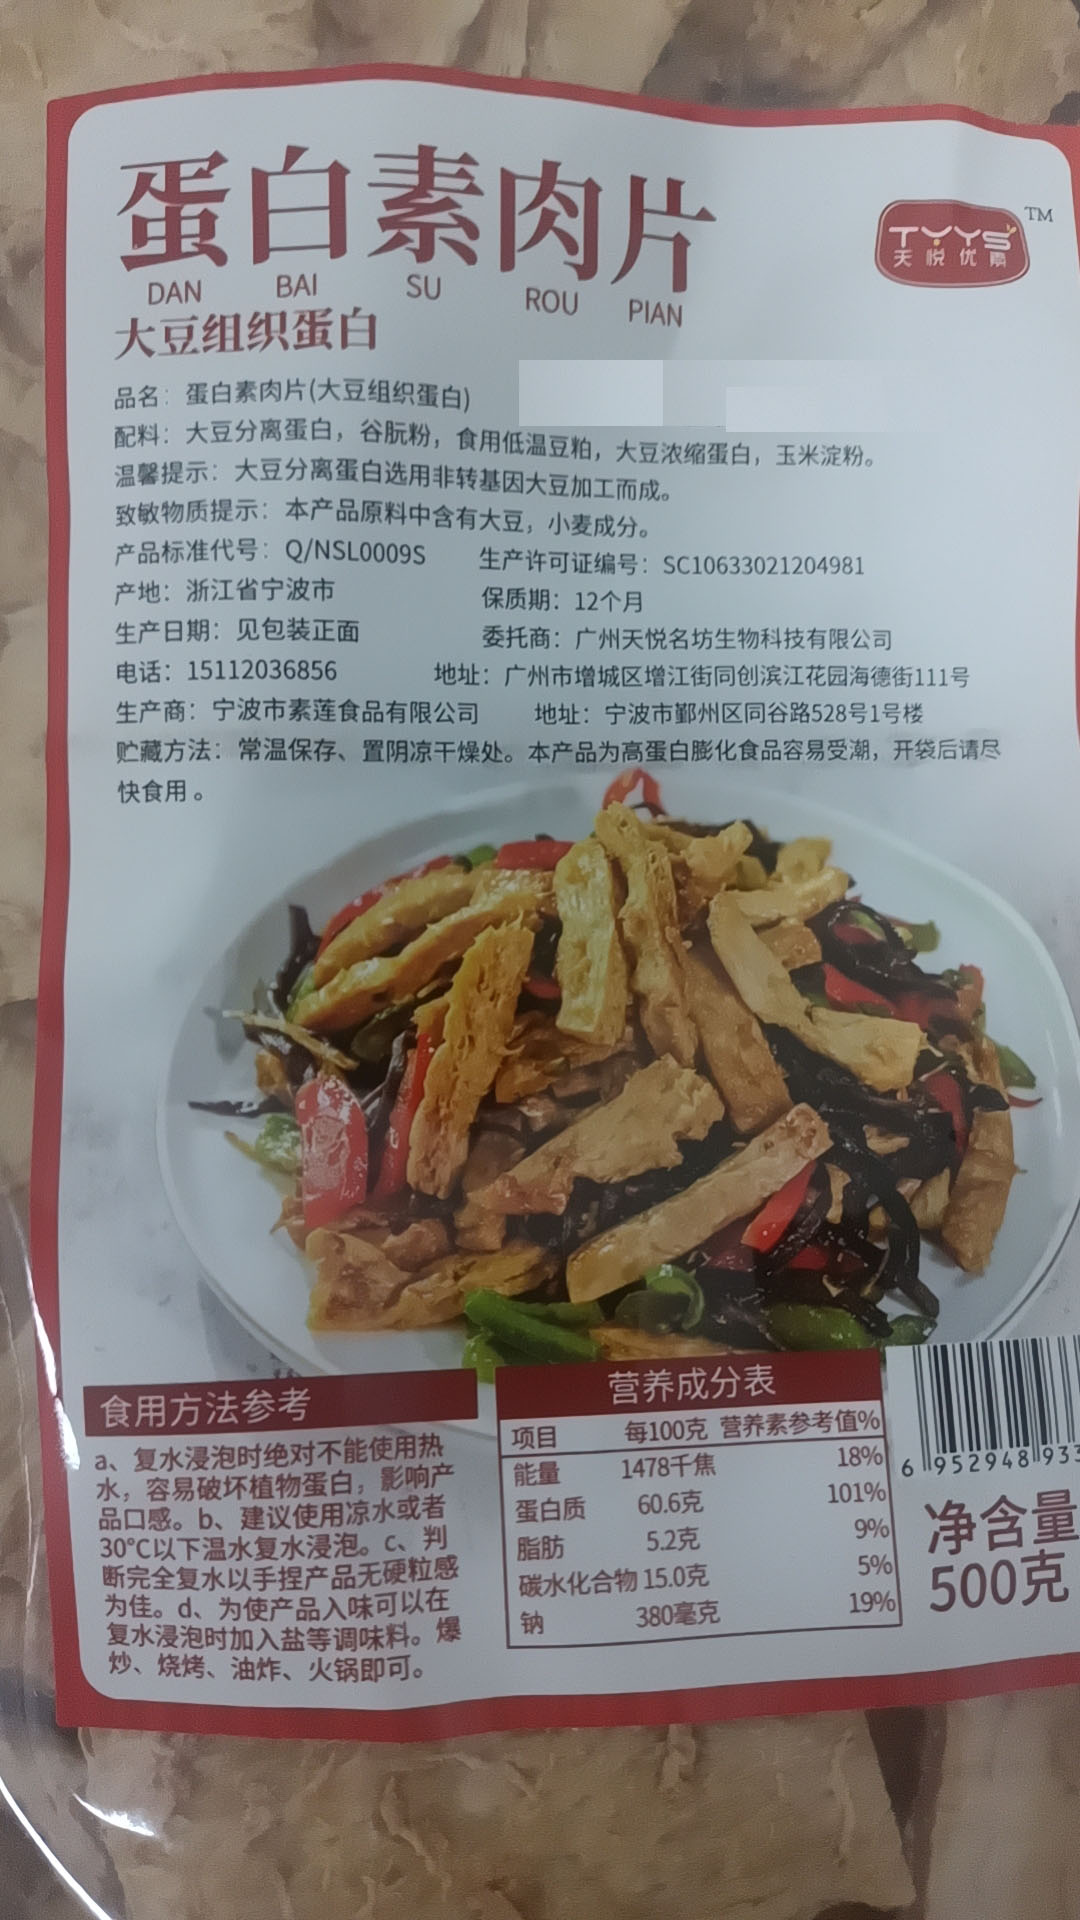 蛋白素肉片
DAN BAI SU ROU PIAN
TYYS TM
天悦优素
大豆组织蛋白
品名：蛋白素肉片(大豆组织蛋白)
配料：大豆分离蛋白，谷朊粉，食用低温豆粕，大豆浓缩蛋白，玉米淀粉。
温馨提示：大豆分离蛋白选用非转基因大豆加工而成。
致敏物质提示：本产品原料中含有大豆，小麦成分。
产品标准代号：Q/NSL0009S 生产许可证编号：SC10633021204981
产地：浙江省宁波市 保质期：12个月
生产日期：见包装正面 委托商：广州天悦名坊生物科技有限公司
电话：15112036856 地址：广州市增城区增江街同创滨江花园海德街111号
生产商：宁波市素莲食品有限公司 地址：宁波市鄞州区同谷路528号1号楼
贮藏方法：常温保存、置阴凉干燥处。本产品为高蛋白膨化食品容易受潮，开袋后请尽
快食用。
食用方法参考
a、复水浸泡时绝对不能使用热
水，容易破坏植物蛋白，影响产
品口感。b、建议使用凉水或者
30℃以下温水复水浸泡。c、判
断完全复水以手捏产品无硬粒感
为佳。d、为使产品入味可以在
复水浸泡时加入盐等调味料。爆
炒、烧烤、油炸、火锅即可。
营养成分表
项目 每100克 营养素参考值%
能量 1478千焦 18%
蛋白质 60.6克 101%
脂肪 5.2克 9%
碳水化合物 15.0克 5%
钠 380毫克 19%
6 952948 933
净含量
500克